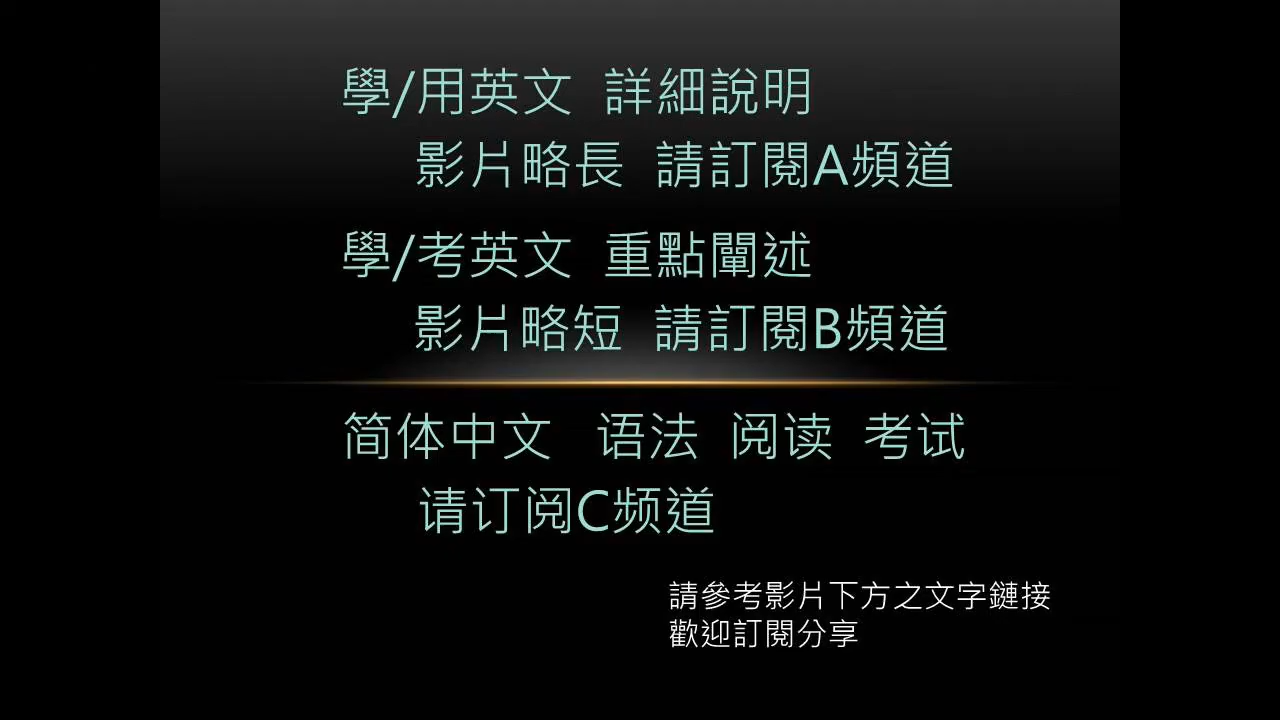 學/用英文 詳細說明
影片略長 請訂閱A頻道
學/考英文 重點闡述
影片略短 請訂閱B頻道
简体中文 语法 阅读 考试
请订阅C频道
請參考影片下方之文字鏈接
歡迎訂閱分享